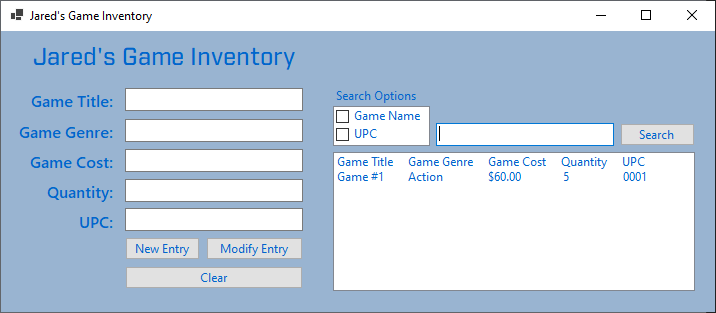 Jared's Game Inventory
Jared's Game Inventory
Game Title:
Game Genre:
Game Cost:
Quantity:
UPC:
New Entry Modify Entry
Clear
Search Options
Game Name
UPC
Search
Game Title Game Genre Game Cost Quantity UPC
Game #1 Action $60.00 5 0001